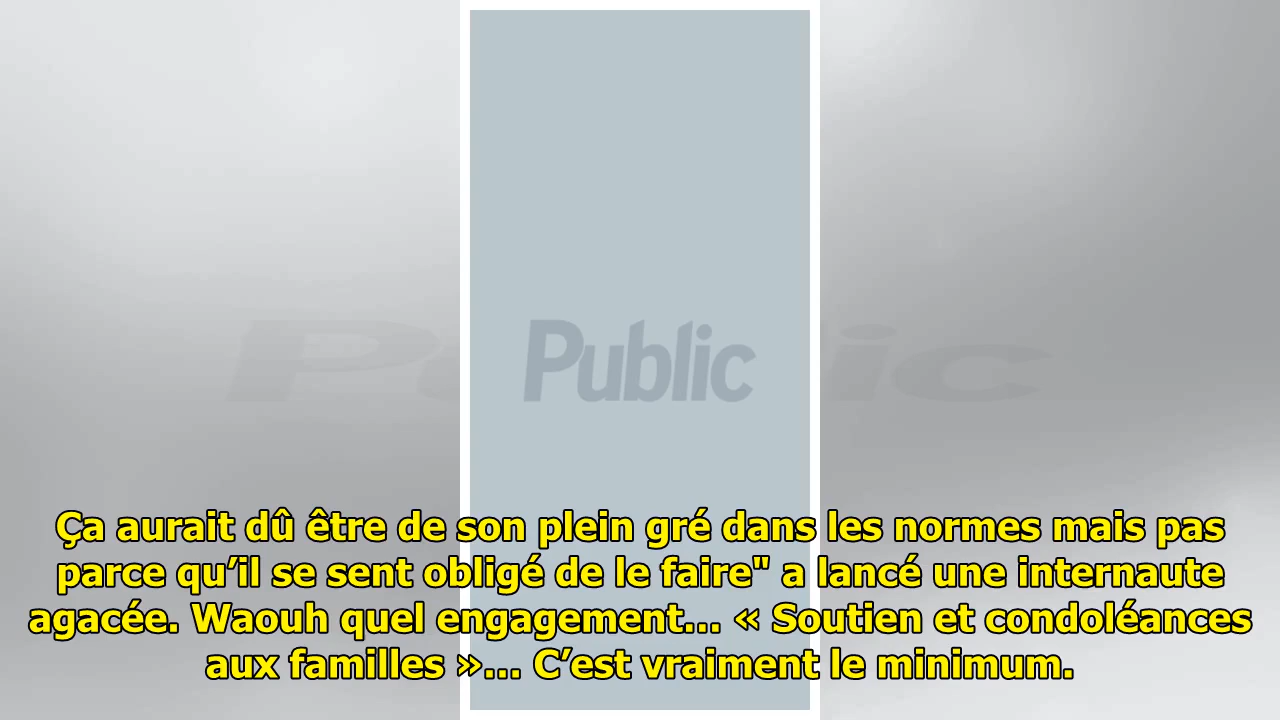 Public
Ça aurait dû être de son plein gré dans les normes mais pas
parce qu’il se sent obligé de le faire" a lancé une internaute
agacée. Waouh quel engagement... « Soutien et condoléances
aux familles »... C’est vraiment le minimum.